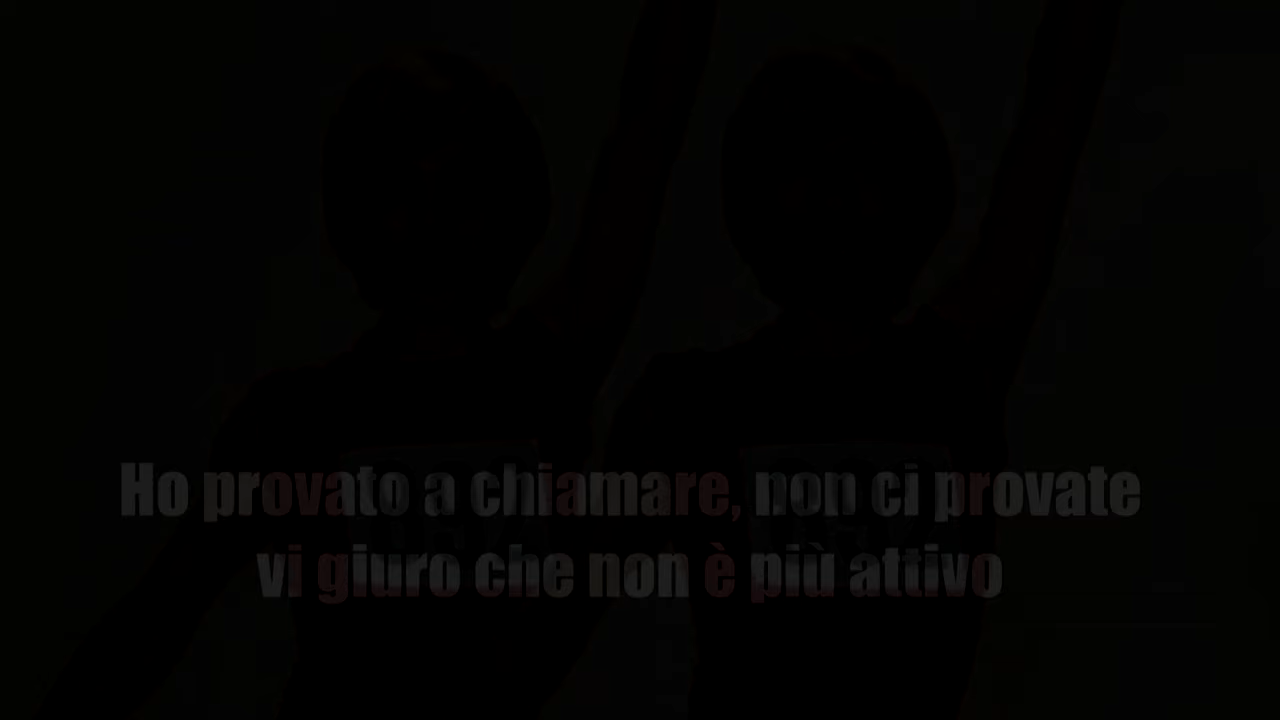 Ho provato a chiamare, non ci provate
vi giuro che non è più attivo